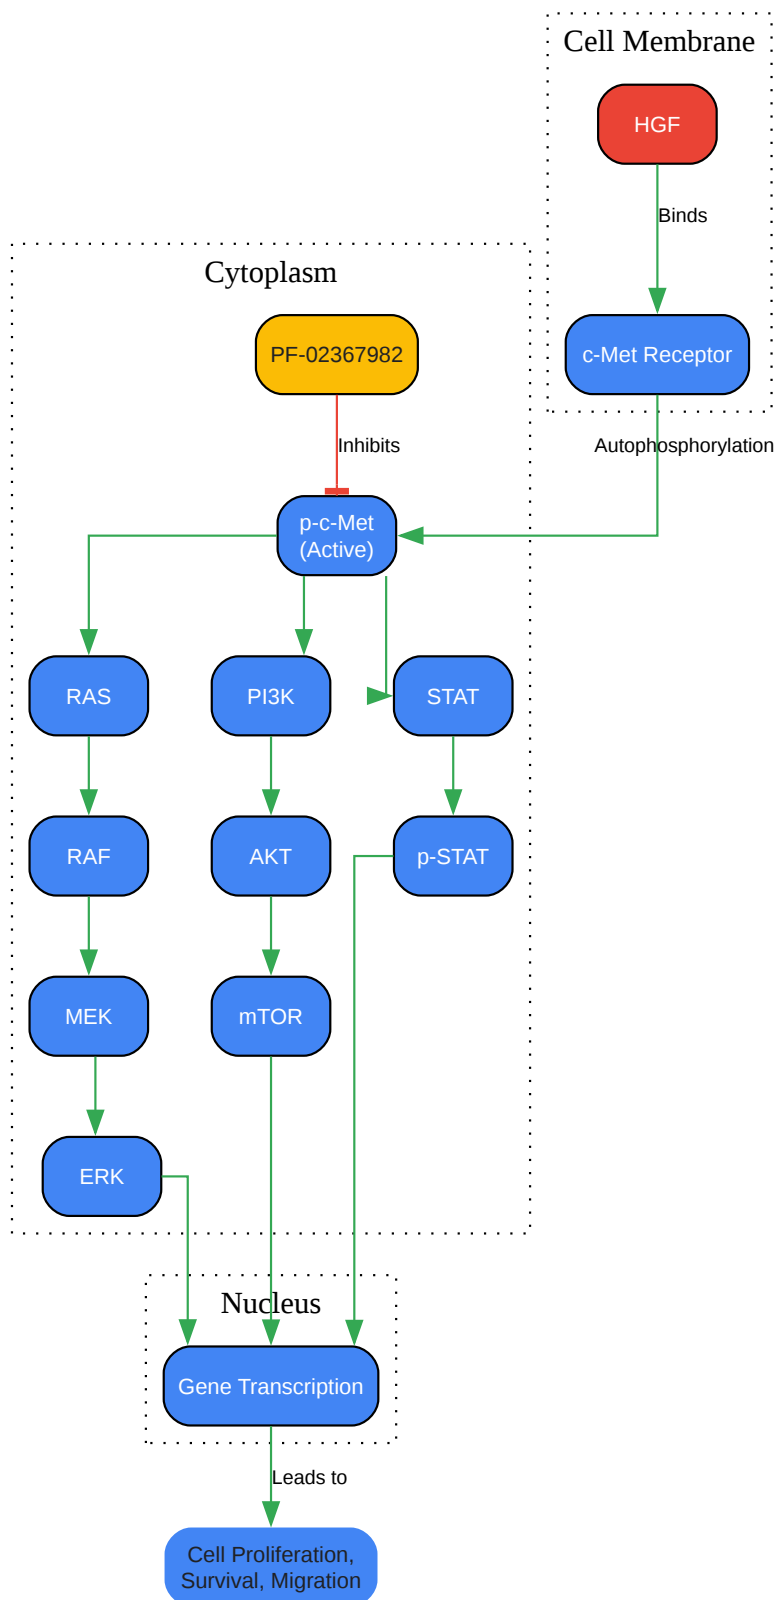 Cell Membrane
HGF
Binds
Cytoplasm
PF-02367982
c-Met Receptor
Inhibits
Autophosphorylation
p-c-Met
(Active)
RAS
PI3K
STAT
RAF
AKT
p-STAT
MEK
mTOR
ERK
Nucleus
Gene Transcription
Leads to
Cell Proliferation,
Survival, Migration